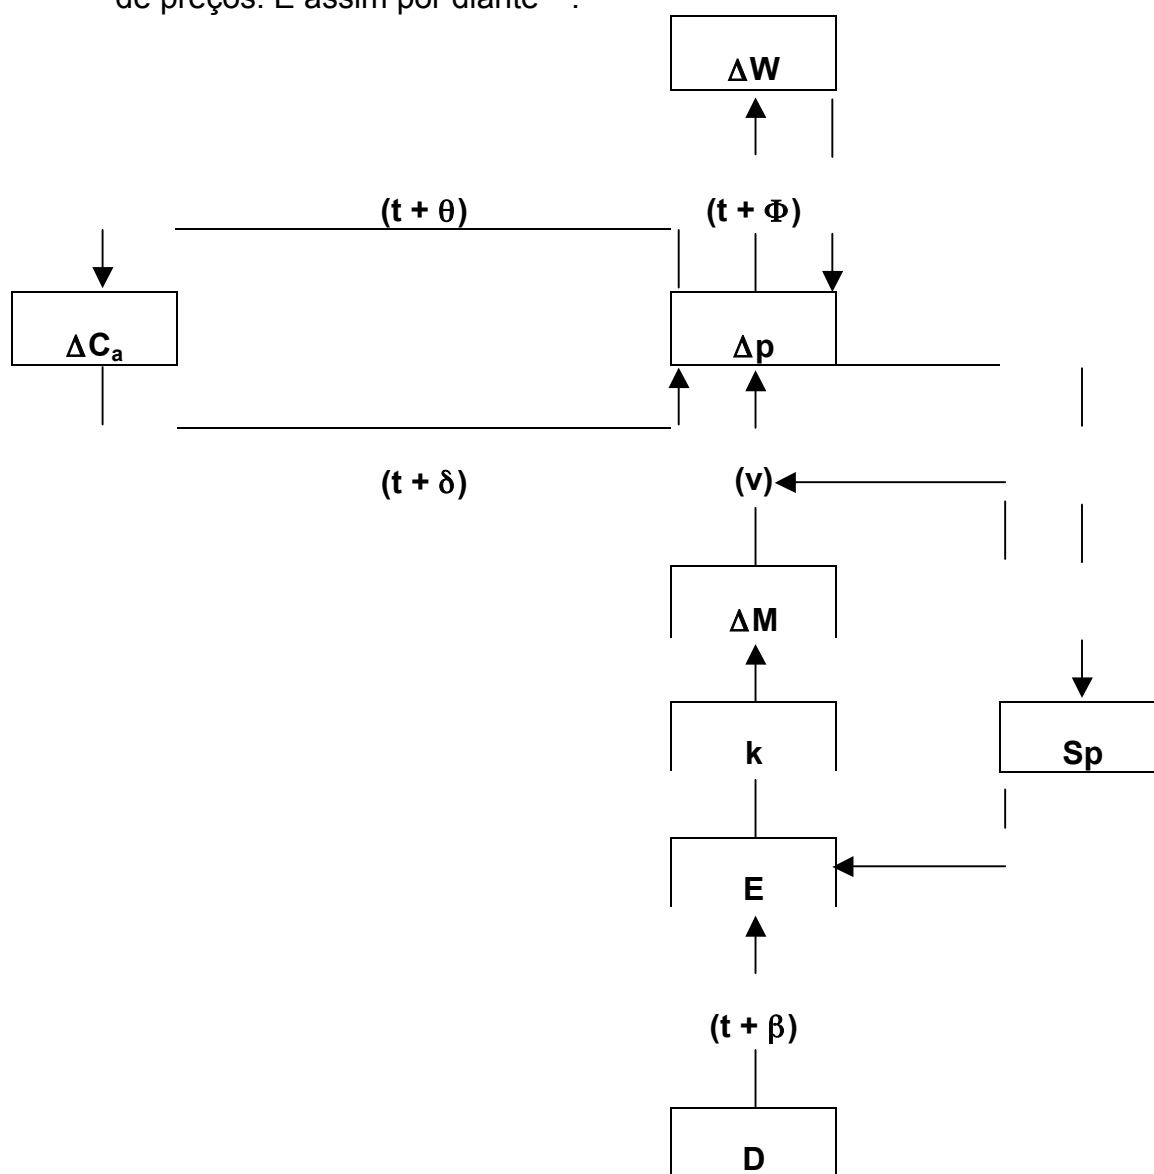 de preços. E assim por diante .
ΔW
(t + θ) (t + Φ)
ΔCa Δp
(t + δ) (v)
ΔM
k Sp
E
(t + β)
D